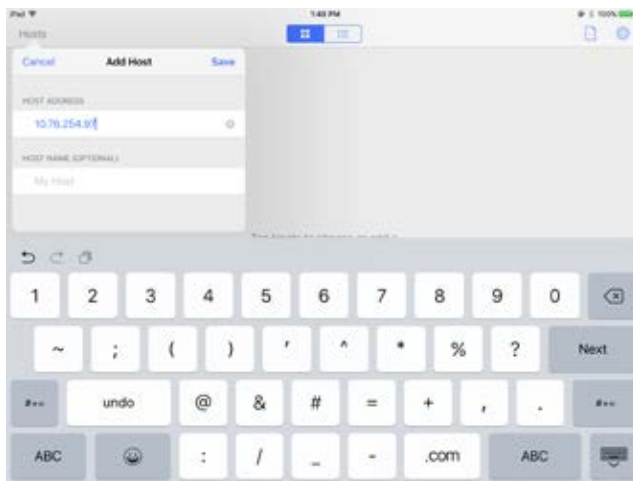 iPad 1:40 PM 100%
Hosts
Cancel Add Host Save
HOST ADDRESS
10.76.254.97
HOST NAME (OPTIONAL)
My Host
1 2 3 4 5 6 7 8 9 0
~ ; ( ) ' ^ * % ? Next
#+= undo @ & # = + , . #+=
ABC : / _ - .com ABC